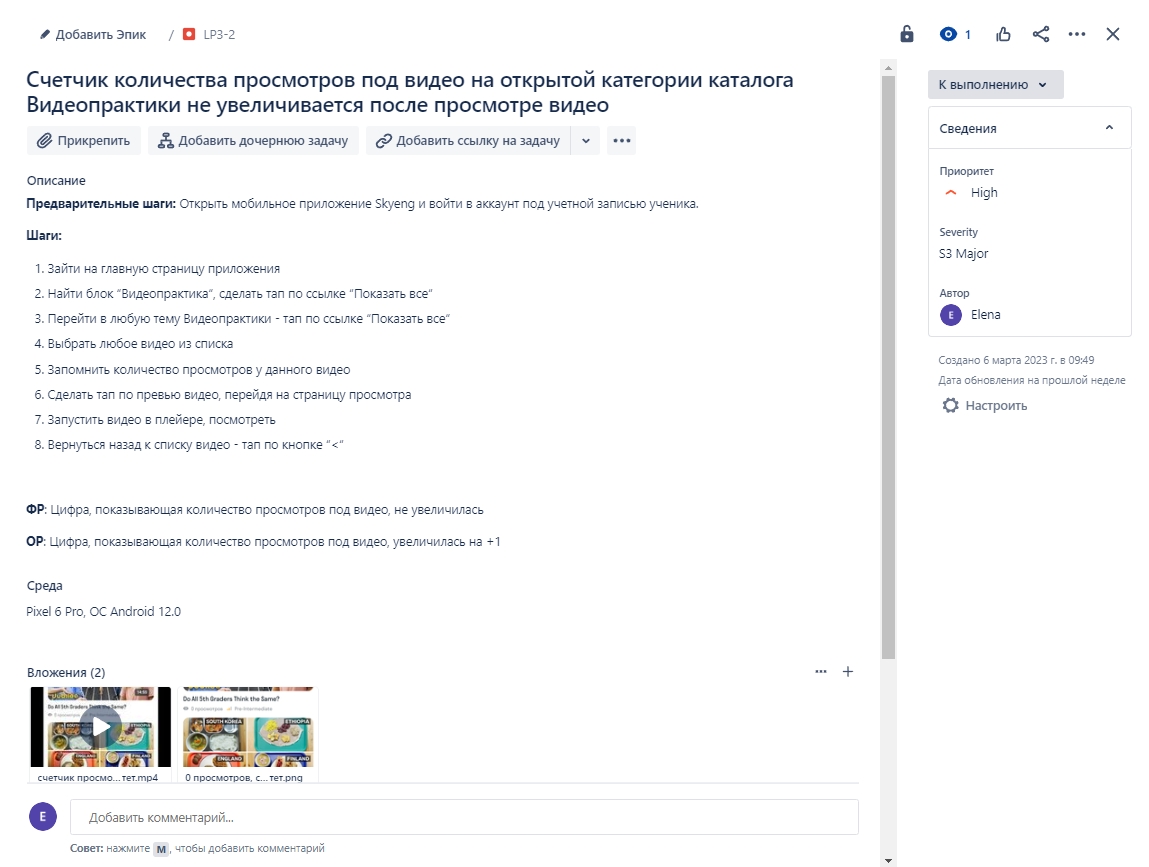 Добавить Эпик / LP3-2
1
Счетчик количества просмотров под видео на открытой категории каталога
Видеопрактики не увеличивается после просмотре видео
Прикрепить Добавить дочернюю задачу Добавить ссылку на задачу
Описание
Предварительные шаги: Открыть мобильное приложение Skyeng и войти в аккаунт под учетной записью ученика.
Шаги:
1. Зайти на главную страницу приложения
2. Найти блок “Видеопрактика“, сделать тап по ссылке “Показать все“
3. Перейти в любую тему Видеопрактики - тап по ссылке “Показать все“
4. Выбрать любое видео из списка
5. Запомнить количество просмотров у данного видео
6. Сделать тап по превью видео, перейдя на страницу просмотра
7. Запустить видео в плейере, посмотреть
8. Вернуться назад к списку видео - тап по кнопке “<“
ФР: Цифра, показывающая количество просмотров под видео, не увеличилась
ОР: Цифра, показывающая количество просмотров под видео, увеличилась на +1
Среда
Pixel 6 Pro, ОС Android 12.0
Вложения (2)
Do All 5th Graders Think the Same?
SOUTH KOREA ETHIOPIA
ENGLAND FINLAND
счетчик просмо...тет.mp4
Do All 5th Graders Think the Same?
0 просмотров Pre-Intermediate
SOUTH KOREA ETHIOPIA
ENGLAND FINLAND
0 просмотров, с...тет.png
E
Добавить комментарий...
Совет: нажмите M, чтобы добавить комментарий
К выполнению
Сведения
Приоритет
High
Severity
S3 Major
Автор
E Elena
Создано 6 марта 2023 г. в 09:49
Дата обновления на прошлой неделе
Настроить